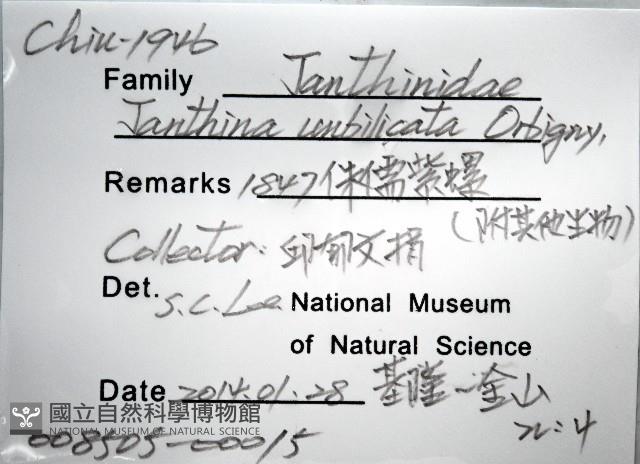 Chiu-1946
Family Janthinidae
Janthina umbilicata Orbigny,
Remarks 1847 侏儒紫螺
(附其他生物)
Collector: 邱郁文捐
Det. S.C. Lee National Museum
of Natural Science
Date 2014.01.28 基隆-金山
n:4
國立自然科學博物館
NATIONAL MUSEUM OF NATURAL SCIENCE
008505-00015